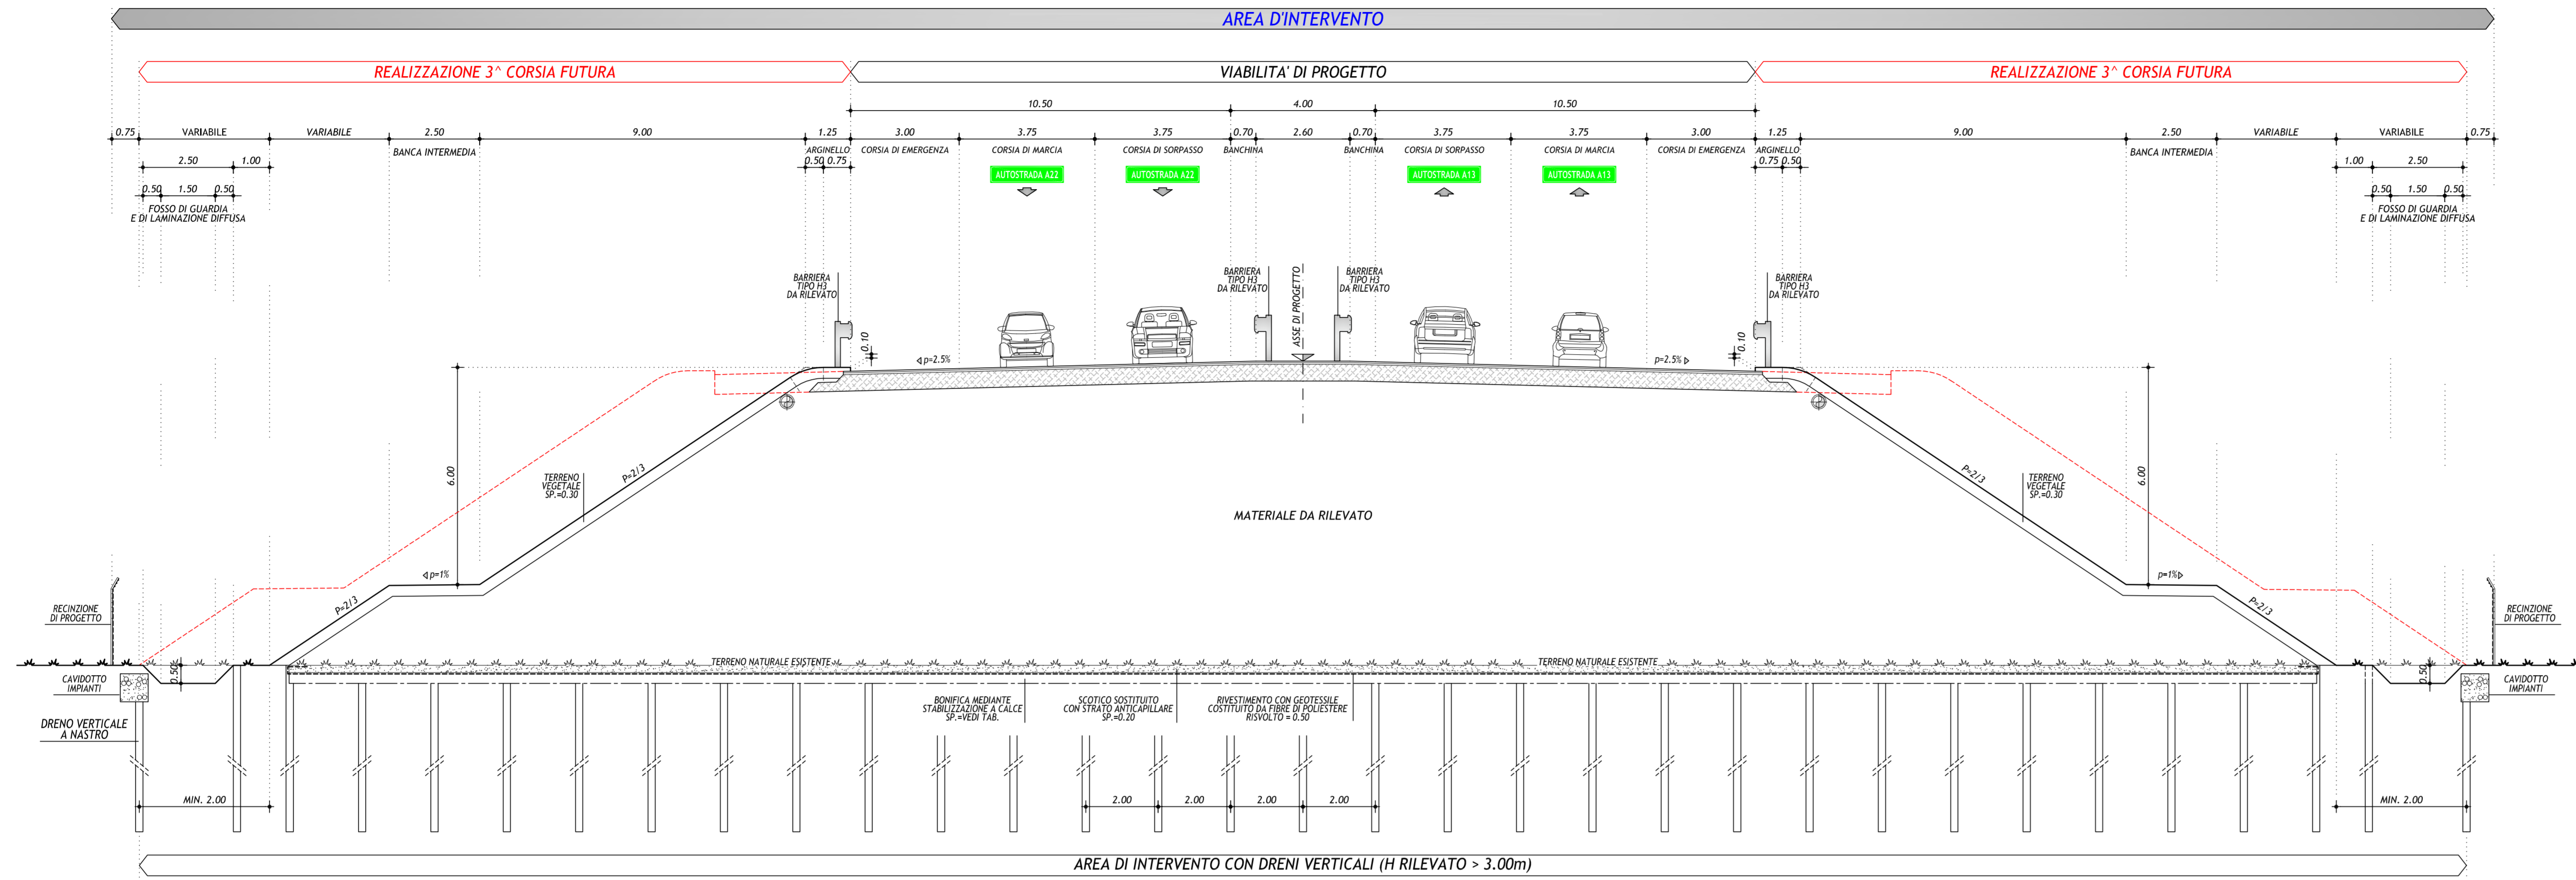 AREA D'INTERVENTO
REALIZZAZIONE 3^ CORSIA FUTURA
VIABILITA' DI PROGETTO
REALIZZAZIONE 3^ CORSIA FUTURA
10.50
4.00
10.50
0.75
VARIABILE
VARIABILE
2.50
9.00
1.25
3.00
3.75
3.75
0.70
2.60
0.70
3.75
3.75
3.00
1.25
9.00
2.50
VARIABILE
VARIABILE
0.75
BANCA INTERMEDIA
ARGINELLO
CORSIA DI EMERGENZA
CORSIA DI MARCIA
CORSIA DI SORPASSO
BANCHINA
BANCHINA
CORSIA DI SORPASSO
CORSIA DI MARCIA
CORSIA DI EMERGENZA
ARGINELLO
BANCA INTERMEDIA
2.50
1.00
0.50
0.75
0.75
0.50
1.00
2.50
AUTOSTRADA A22
AUTOSTRADA A22
AUTOSTRADA A13
AUTOSTRADA A13
0.50
1.50
0.50
0.50
1.50
0.50
FOSSO DI GUARDIA
E DI LAMINAZIONE DIFFUSA
FOSSO DI GUARDIA
E DI LAMINAZIONE DIFFUSA
BARRIERA
TIPO H3
DA RILEVATO
BARRIERA
TIPO H3
DA RILEVATO
ASSE DI PROGETTO
BARRIERA
TIPO H3
DA RILEVATO
BARRIERA
TIPO H3
DA RILEVATO
0.10
p=2.5%
p=2.5%
0.10
6.00
P=2/3
TERRENO
VEGETALE
SP.=0.30
MATERIALE DA RILEVATO
P=2/3
TERRENO
VEGETALE
SP.=0.30
6.00
p=1%
P=2/3
p=1%
P=2/3
RECINZIONE
DI PROGETTO
RECINZIONE
DI PROGETTO
TERRENO NATURALE ESISTENTE
TERRENO NATURALE ESISTENTE
0.50
0.50
CAVIDOTTO
IMPIANTI
CAVIDOTTO
IMPIANTI
BONIFICA MEDIANTE
STABILIZZAZIONE A CALCE
SP.=VEDI TAB.
SCOTICO SOSTITUITO
CON STRATO ANTICAPILLARE
SP.=0.20
RIVESTIMENTO CON GEOTESSILE
COSTITUITO DA FIBRE DI POLIESTERE
RISVOLTO = 0.50
DRENO VERTICALE
A NASTRO
MIN. 2.00
2.00
2.00
2.00
2.00
MIN. 2.00
AREA DI INTERVENTO CON DRENI VERTICALI (H RILEVATO > 3.00m)